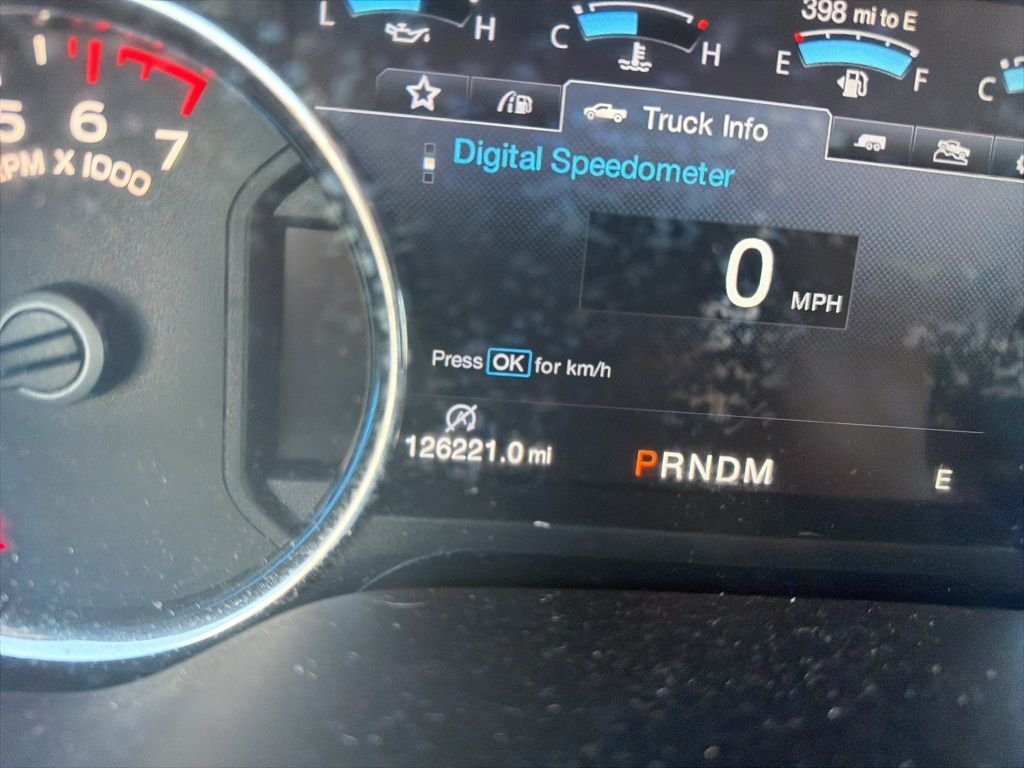 L H
C H
398 mi to E
E F
C
5 6 7
RPM X 1000
Truck Info
Digital Speedometer
0 MPH
Press OK for km/h
A
126221.0 mi
PRNDM
E